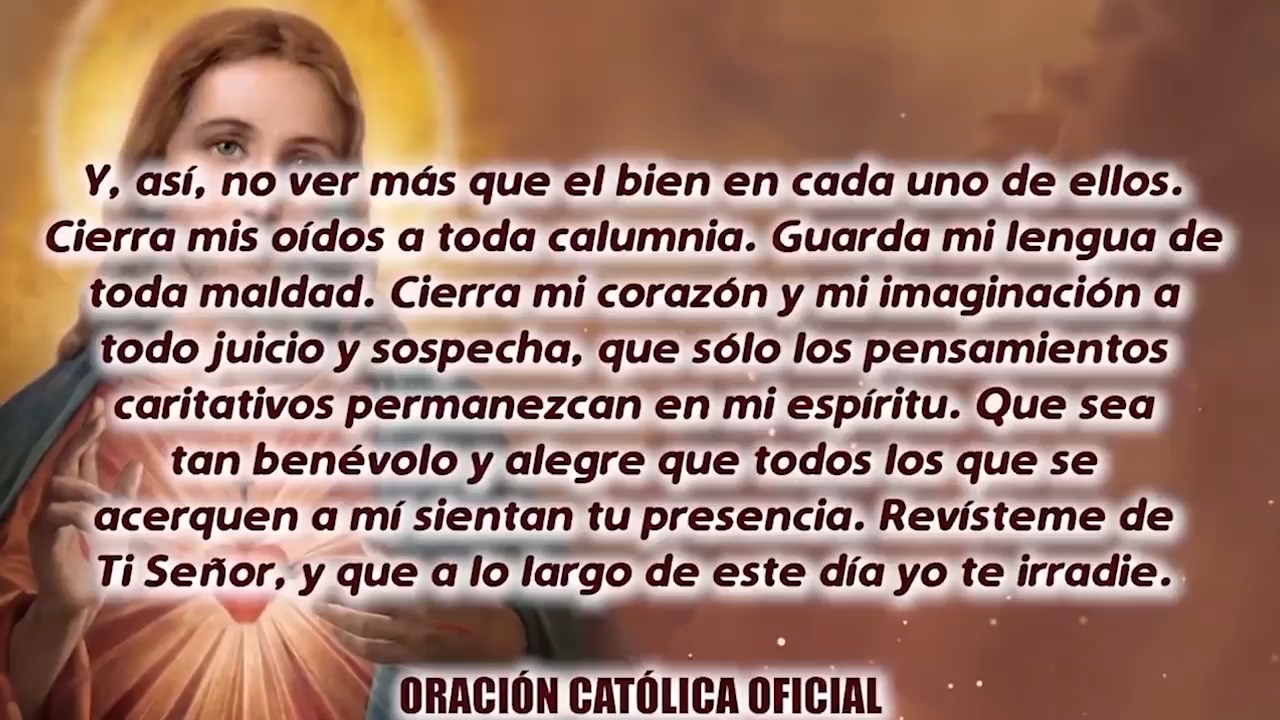 Y, así, no ver más que el bien en cada uno de ellos.
Cierra mis oídos a toda calumnia. Guarda mi lengua de
toda maldad. Cierra mi corazón y mi imaginación a
todo juicio y sospecha, que sólo los pensamientos
caritativos permanezcan en mi espíritu. Que sea
tan benévolo y alegre que todos los que se
acerquen a mí sientan tu presencia. Revísteme de
Ti Señor, y que a lo largo de este día yo te irradie.
ORACIÓN CATÓLICA OFICIAL